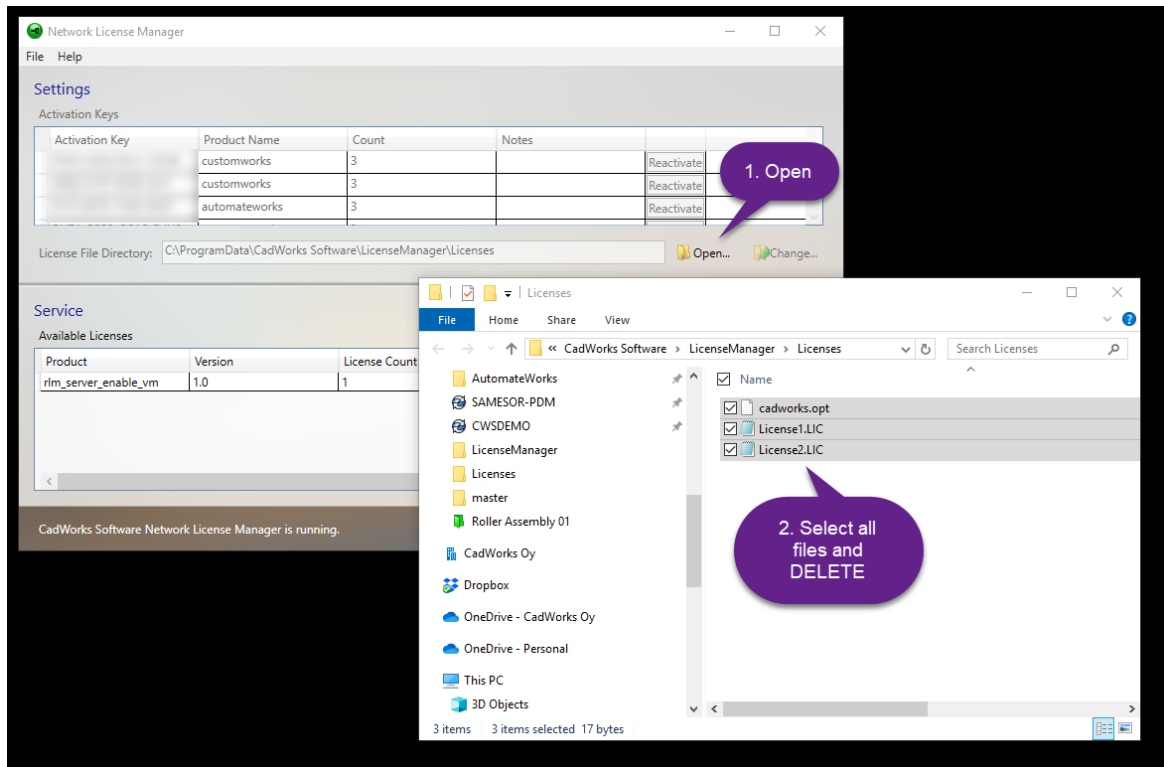 Network License Manager
File Help
Settings
Activation Keys
Activation Key Product Name Count Notes
customworks 3 Reactivate
customworks 3 Reactivate
automateworks 3 Reactivate
1. Open
License File Directory: C:\ProgramData\CadWorks Software\LicenseManager\Licenses Open... Change...
Service
Available Licenses
Product Version License Count
rlm_server_enable_vm 1.0 1
CadWorks Software Network License Manager is running.
Licenses
File Home Share View
« CadWorks Software > LicenseManager > Licenses Search Licenses
AutomateWorks
SAMESOR-PDM
CWSDEMO
LicenseManager
Licenses
master
Roller Assembly 01
CadWorks Oy
Dropbox
OneDrive - CadWorks Oy
OneDrive - Personal
This PC
3D Objects
Name
cadworks.opt
License1.LIC
License2.LIC
2. Select all
files and
DELETE
3 items 3 items selected 17 bytes